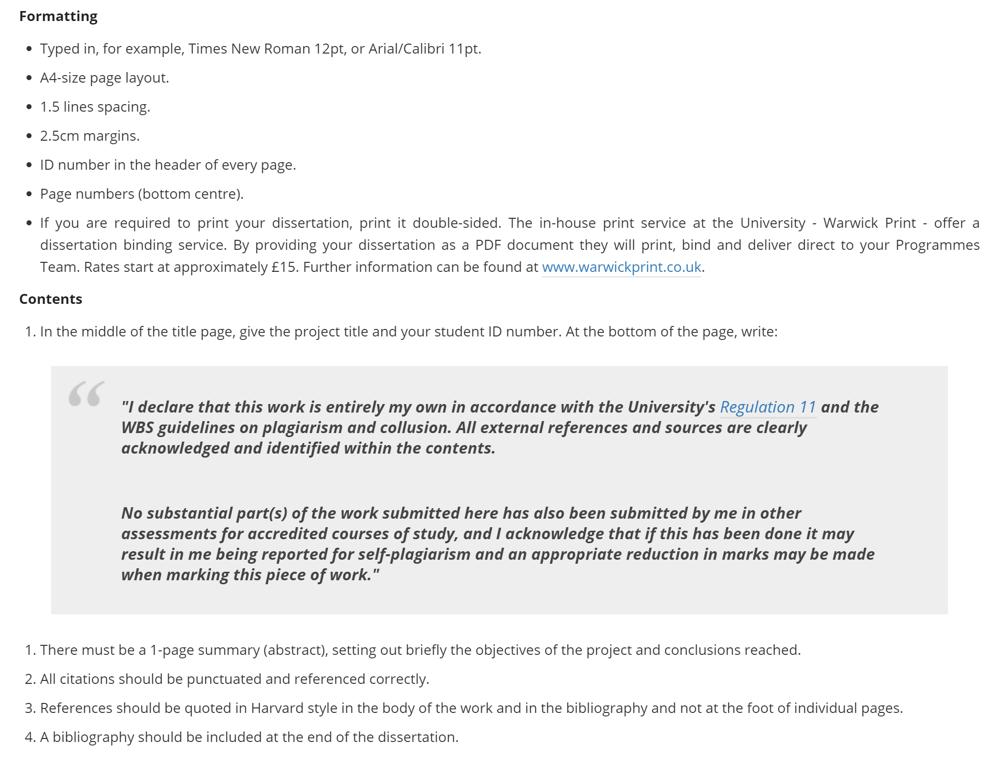 Formatting
• Typed in, for example, Times New Roman 12pt, or Arial/Calibri 11pt.
• A4-size page layout.
• 1.5 lines spacing.
• 2.5cm margins.
• ID number in the header of every page.
• Page numbers (bottom centre).
• If you are required to print your dissertation, print it double-sided. The in-house print service at the University - Warwick Print - offer a
dissertation binding service. By providing your dissertation as a PDF document they will print, bind and deliver direct to your Programmes
Team. Rates start at approximately £15. Further information can be found at www.warwickprint.co.uk.
Contents
1. In the middle of the title page, give the project title and your student ID number. At the bottom of the page, write:
“
"I declare that this work is entirely my own in accordance with the University's Regulation 11 and the
WBS guidelines on plagiarism and collusion. All external references and sources are clearly
acknowledged and identified within the contents.
No substantial part(s) of the work submitted here has also been submitted by me in other
assessments for accredited courses of study, and I acknowledge that if this has been done it may
result in me being reported for self-plagiarism and an appropriate reduction in marks may be made
when marking this piece of work."
1. There must be a 1-page summary (abstract), setting out briefly the objectives of the project and conclusions reached.
2. All citations should be punctuated and referenced correctly.
3. References should be quoted in Harvard style in the body of the work and in the bibliography and not at the foot of individual pages.
4. A bibliography should be included at the end of the dissertation.